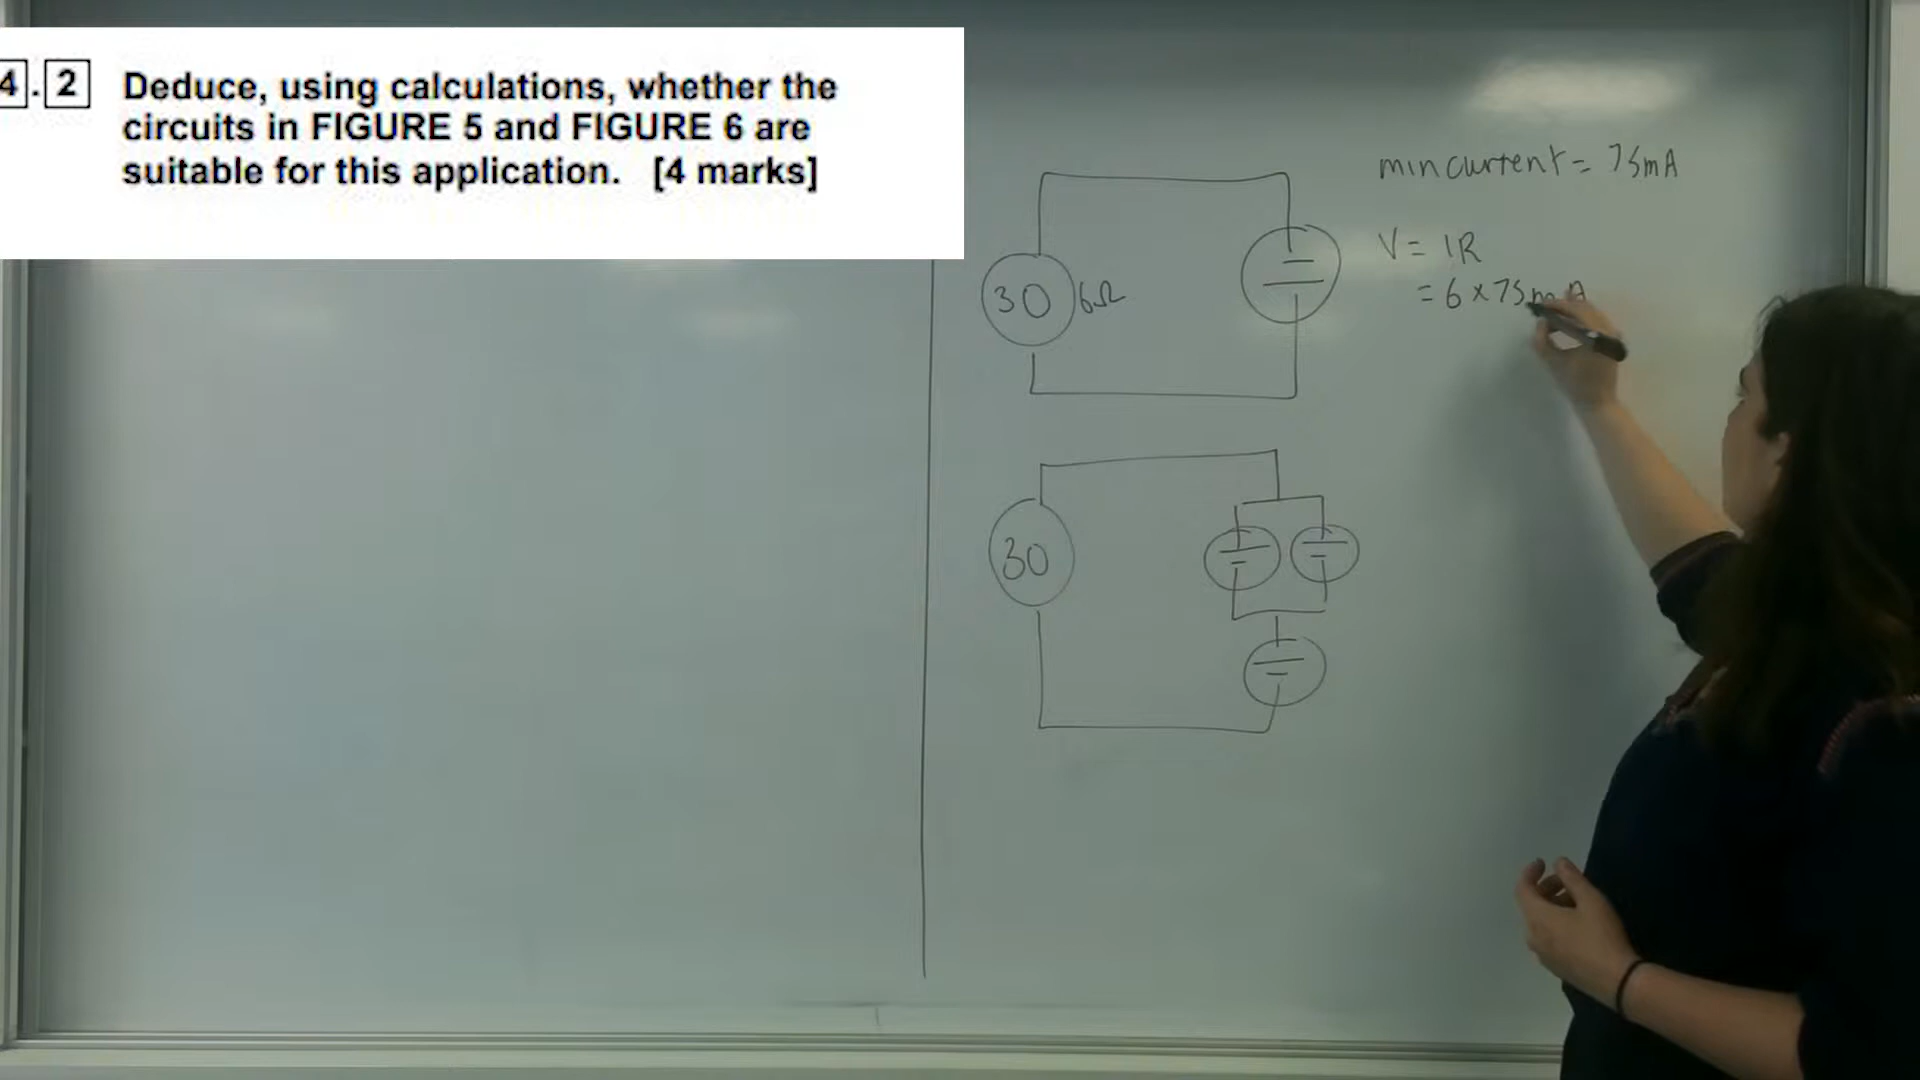 4.2 Deduce, using calculations, whether the
circuits in FIGURE 5 and FIGURE 6 are
suitable for this application. [4 marks]
min current = 75mA
V = IR
= 6 × 75mA
30 6Ω
30